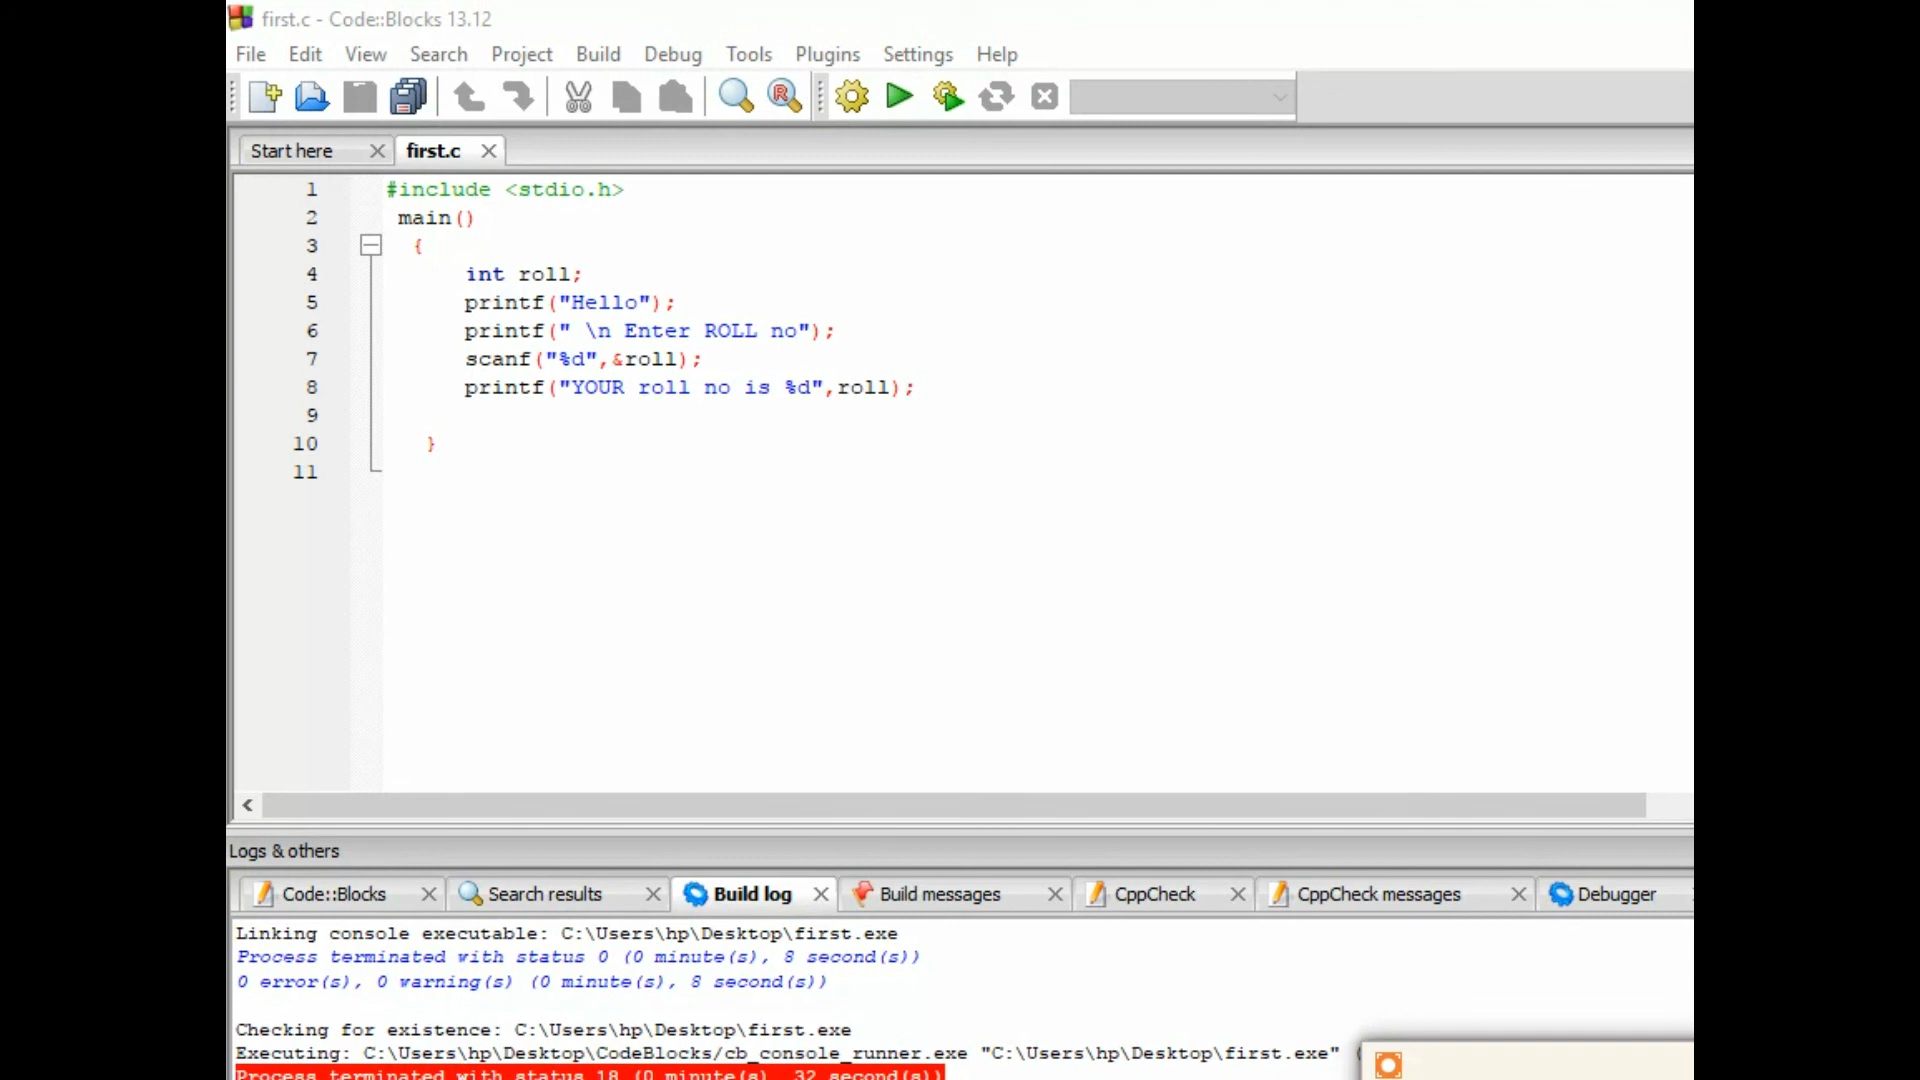 first.c - Code::Blocks 13.12
File Edit View Search Project Build Debug Tools Plugins Settings Help
Start here first.c
1 #include <stdio.h>
2 main()
3 {
4 int roll;
5 printf("Hello");
6 printf(" \n Enter ROLL no");
7 scanf("%d",&roll);
8 printf("YOUR roll no is %d",roll);
9
10 }
11
Logs & others
Code::Blocks Search results Build log Build messages CppCheck CppCheck messages Debugger
Linking console executable: C:\Users\hp\Desktop\first.exe
Process terminated with status 0 (0 minute(s), 8 second(s))
0 error(s), 0 warning(s) (0 minute(s), 8 second(s))
Checking for existence: C:\Users\hp\Desktop\first.exe
Executing: C:\Users\hp\Desktop\CodeBlocks/cb_console_runner.exe "C:\Users\hp\Desktop\first.exe" (
Process terminated with status 18 (0 minute(s), 32 second(s))